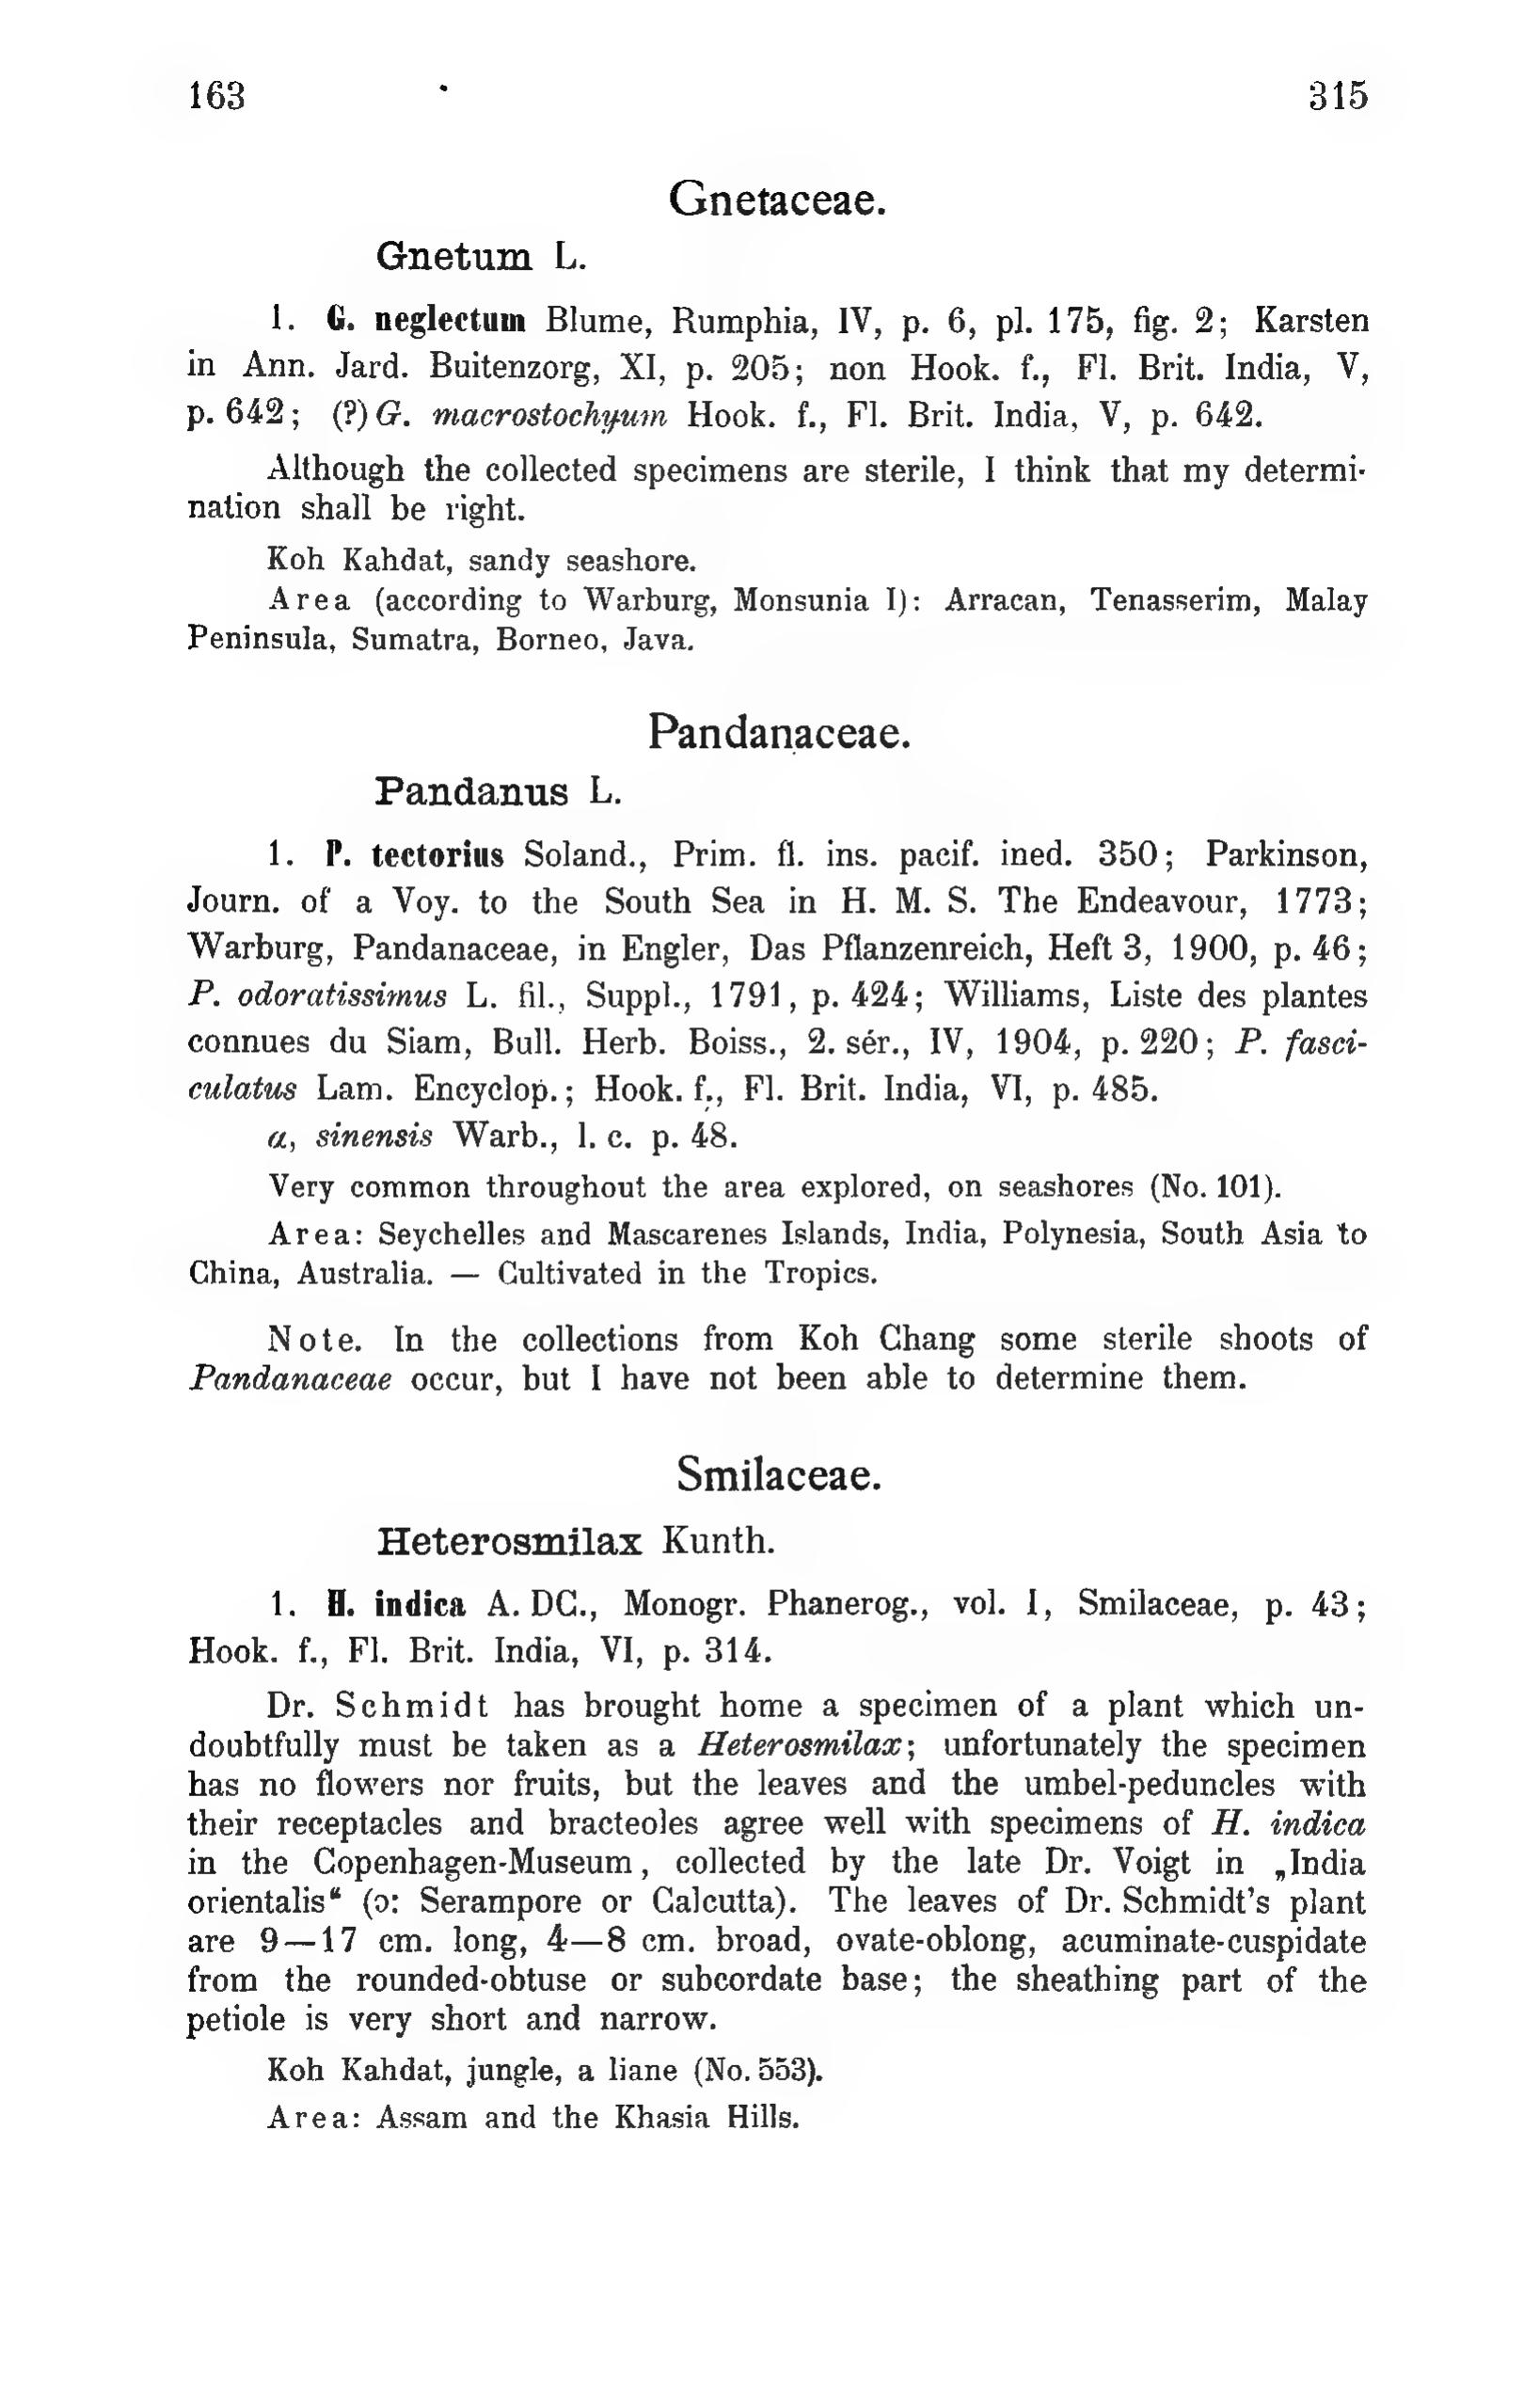 163 315
Gnetaceae.
Gnetum L.
1. G. neglectum Blume, Rumphia, IV, p. 6, pl. 175, fig. 2; Karsten
in Ann. Jard. Buitenzorg, XI, p. 205; non Hook. f., Fl. Brit. India, V,
p. 642; (?) G. macrostochyum Hook. f., Fl. Brit. India, V, p. 642.
Although the collected specimens are sterile, I think that my determi-
nation shall be right.
Koh Kahdat, sandy seashore.
Area (according to Warburg, Monsunia I): Arracan, Tenasserim, Malay
Peninsula, Sumatra, Borneo, Java.
Pandanaceae.
Pandanus L.
1. P. tectorius Soland., Prim. fl. ins. pacif. ined. 350; Parkinson,
Journ. of a Voy. to the South Sea in H. M. S. The Endeavour, 1773;
Warburg, Pandanaceae, in Engler, Das Pflanzenreich, Heft 3, 1900, p. 46;
P. odoratissimus L. fil., Suppl., 1791, p. 424; Williams, Liste des plantes
connues du Siam, Bull. Herb. Boiss., 2. sér., IV, 1904, p. 220; P. fasci-
culatus Lam. Encyclop.; Hook. f., Fl. Brit. India, VI, p. 485.
α, sinensis Warb., l. c. p. 48.
Very common throughout the area explored, on seashores (No. 101).
Area: Seychelles and Mascarenes Islands, India, Polynesia, South Asia to
China, Australia. — Cultivated in the Tropics.
Note. In the collections from Koh Chang some sterile shoots of
Pandanaceae occur, but I have not been able to determine them.
Smilaceae.
Heterosmilax Kunth.
1. H. indica A. DC., Monogr. Phanerog., vol. I, Smilaceae, p. 43;
Hook. f., Fl. Brit. India, VI, p. 314.
Dr. Schmidt has brought home a specimen of a plant which un-
doubtfully must be taken as a Heterosmilax; unfortunately the specimen
has no flowers nor fruits, but the leaves and the umbel-peduncles with
their receptacles and bracteoles agree well with specimens of H. indica
in the Copenhagen-Museum, collected by the late Dr. Voigt in „India
orientalis“ (ɔ: Serampore or Calcutta). The leaves of Dr. Schmidt's plant
are 9—17 cm. long, 4—8 cm. broad, ovate-oblong, acuminate-cuspidate
from the rounded-obtuse or subcordate base; the sheathing part of the
petiole is very short and narrow.
Koh Kahdat, jungle, a liane (No. 553).
Area: Assam and the Khasia Hills.